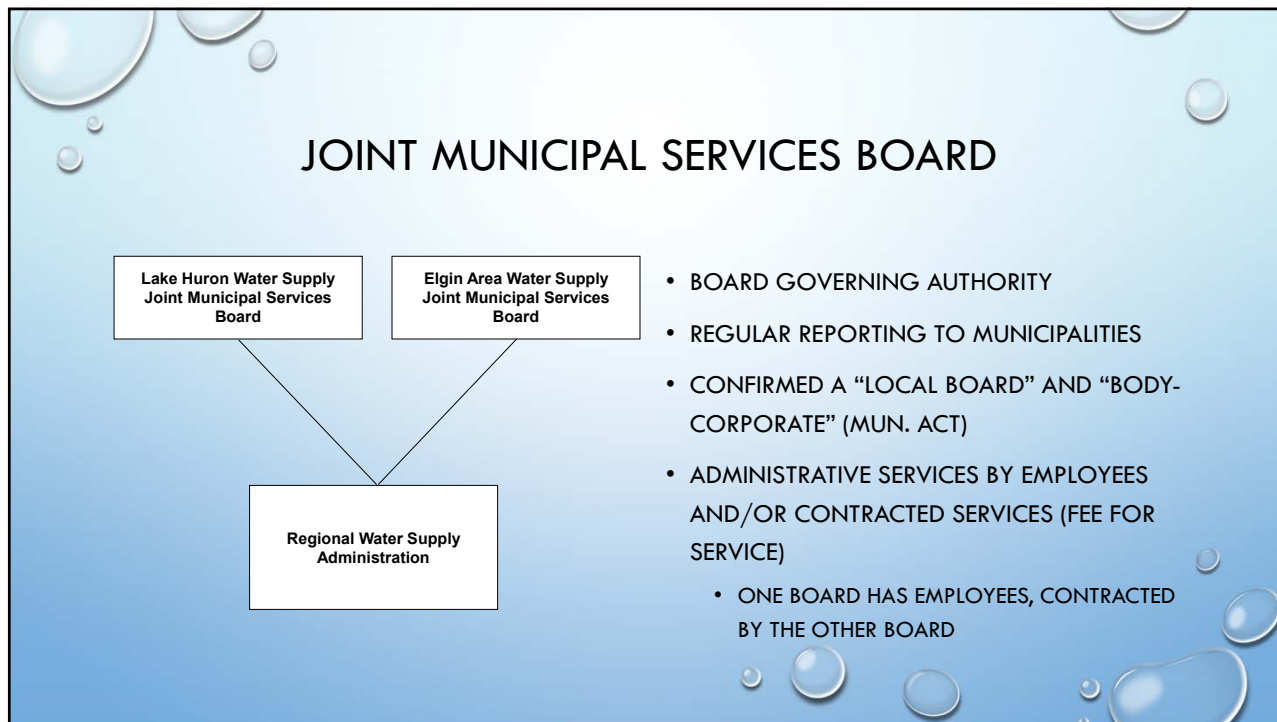 JOINT MUNICIPAL SERVICES BOARD
Lake Huron Water Supply
Joint Municipal Services
Board
Elgin Area Water Supply
Joint Municipal Services
Board
Regional Water Supply
Administration
• BOARD GOVERNING AUTHORITY
• REGULAR REPORTING TO MUNICIPALITIES
• CONFIRMED A “LOCAL BOARD” AND “BODY-
CORPORATE” (MUN. ACT)
• ADMINISTRATIVE SERVICES BY EMPLOYEES
AND/OR CONTRACTED SERVICES (FEE FOR
SERVICE)
• ONE BOARD HAS EMPLOYEES, CONTRACTED
BY THE OTHER BOARD